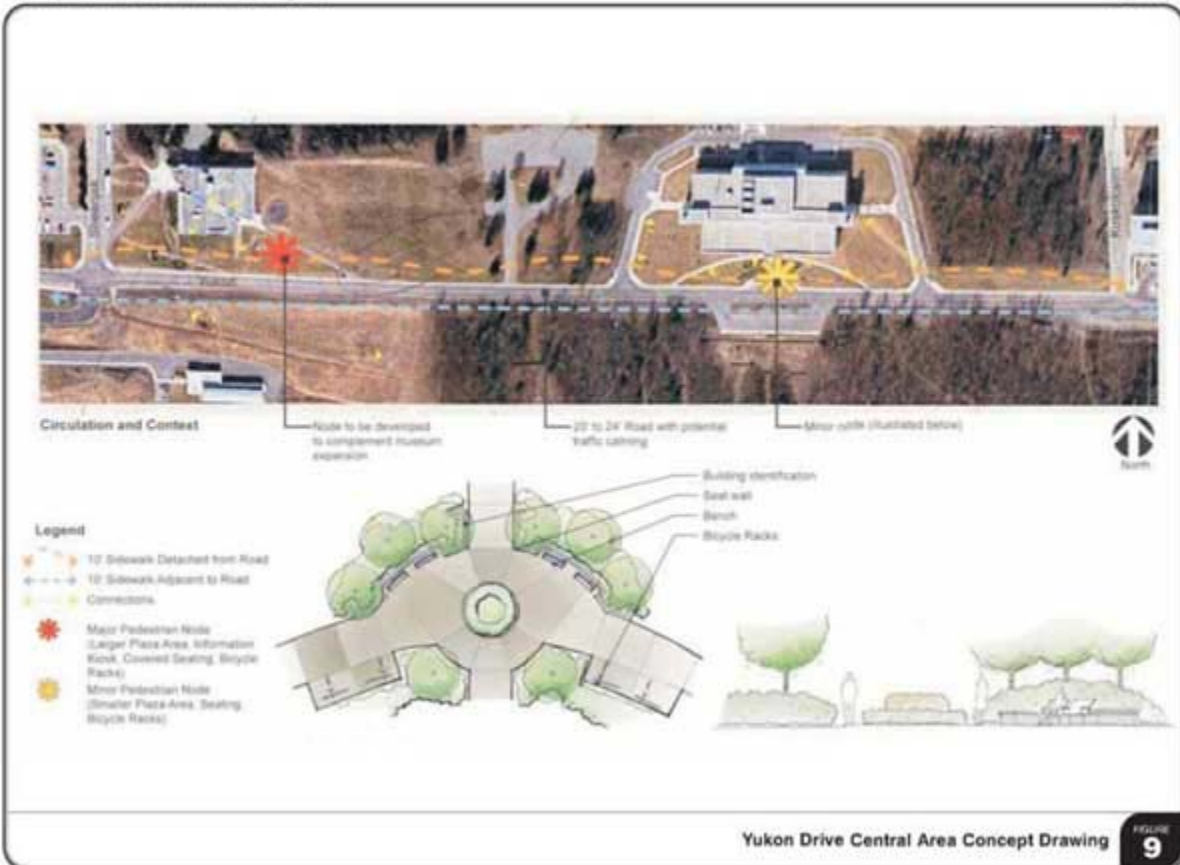 Yukon
Circulation and Context
Node to be developed
to complement museum
expansion
20' to 24' Road with potential
traffic calming
Minor node (illustrated below)
North
Building identification
Seat wall
Bench
Bicycle Racks
Legend
10' Sidewalk Detached from Road
10' Sidewalk Adjacent to Road
Connections
Major Pedestrian Node
(Larger Plaza Area, Information
Kiosk, Covered Seating, Bicycle
Racks)
Minor Pedestrian Node
(Smaller Plaza Area, Seating,
Bicycle Racks)
Yukon Drive Central Area Concept Drawing
FIGURE
9